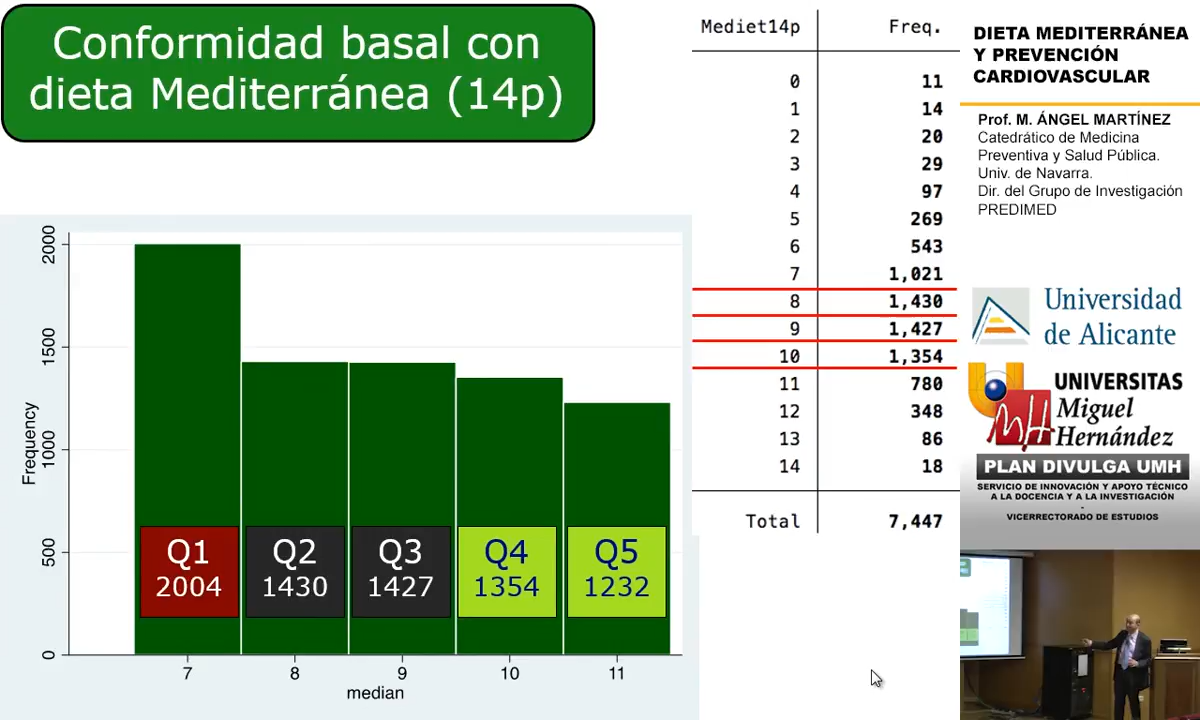 Conformidad basal con
dieta Mediterránea (14p)
Frequency
2000
1500
1000
500
0
Q1
2004
Q2
1430
Q3
1427
Q4
1354
Q5
1232
7 8 9 10 11
median
Mediet14p Freq.
0 11
1 14
2 20
3 29
4 97
5 269
6 543
7 1,021
8 1,430
9 1,427
10 1,354
11 780
12 348
13 86
14 18
Total 7,447
DIETA MEDITERRÁNEA
Y PREVENCIÓN
CARDIOVASCULAR
Prof. M. ÁNGEL MARTÍNEZ
Catedrático de Medicina
Preventiva y Salud Pública.
Univ. de Navarra.
Dir. del Grupo de Investigación
PREDIMED
Universidad
de Alicante
UNIVERSITAS
Miguel
Hernández
PLAN DIVULGA UMH
SERVICIO DE INNOVACIÓN Y APOYO TÉCNICO
A LA DOCENCIA Y A LA INVESTIGACIÓN
-
VICERRECTORADO DE ESTUDIOS